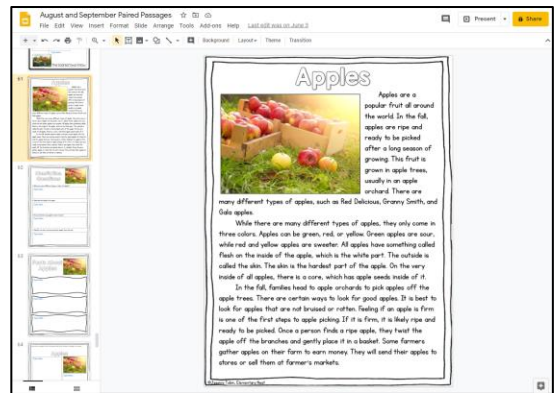 August and September Paired Passages
File Edit View Insert Format Slide Arrange Tools Add-ons Help Last edit was on June 3
Present
Share
Background Layout Theme Transition
Apples
Apples are a
popular fruit all around
the world. In the fall,
apples are ripe and
ready to be picked
after a long season of
growing. This fruit is
grown in apple trees,
usually in an apple
orchard. There are
many different types of apples, such as Red Delicious, Granny Smith, and
Gala apples.
While there are many different types of apples, they only come in
three colors. Apples can be green, red, or yellow. Green apples are sour,
while red and yellow apples are sweeter. All apples have something called
flesh on the inside of the apple, which is the white part. The outside is
called the skin. The skin is the hardest part of the apple. On the very
inside of all apples, there is a core, which has apple seeds inside of it.
In the fall, families head to apple orchards to pick apples off the
apple trees. There are certain ways to look for good apples. It is best to
look for apples that are not bruised or rotten. Feeling if an apple is firm
is one of the first steps to apple picking. If it is firm, it is likely ripe and
ready to be picked. Once a person finds a ripe apple, they twist the
apple off the branches and gently place it in a basket. Some farmers
gather apples on their farm to earn money. They will send their apples to
stores or sell them at farmer's markets.